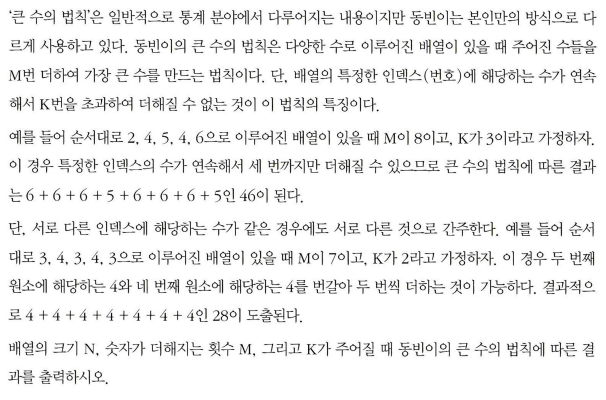 ‘큰 수의 법칙’은 일반적으로 통계 분야에서 다루어지는 내용이지만 동빈이는 본인만의 방식으로 다
르게 사용하고 있다. 동빈이의 큰 수의 법칙은 다양한 수로 이루어진 배열이 있을 때 주어진 수들을
M번 더하여 가장 큰 수를 만드는 법칙이다. 단, 배열의 특정한 인덱스(번호)에 해당하는 수가 연속
해서 K번을 초과하여 더해질 수 없는 것이 이 법칙의 특징이다.
예를 들어 순서대로 2, 4, 5, 4, 6으로 이루어진 배열이 있을 때 M이 8이고, K가 3이라고 가정하자.
이 경우 특정한 인덱스의 수가 연속해서 세 번까지만 더해질 수 있으므로 큰 수의 법칙에 따른 결과
는 6 + 6 + 6 + 5 + 6 + 6 + 6 + 5인 46이 된다.
단, 서로 다른 인덱스에 해당하는 수가 같은 경우에도 서로 다른 것으로 간주한다. 예를 들어 순서
대로 3, 4, 3, 4, 3으로 이루어진 배열이 있을 때 M이 7이고, K가 2라고 가정하자. 이 경우 두 번째
원소에 해당하는 4와 네 번째 원소에 해당하는 4를 번갈아 두 번씩 더하는 것이 가능하다. 결과적으
로 4 + 4 + 4 + 4 + 4 + 4 + 4인 28이 도출된다.
배열의 크기 N, 숫자가 더해지는 횟수 M, 그리고 K가 주어질 때 동빈이의 큰 수의 법칙에 따른 결
과를 출력하시오.